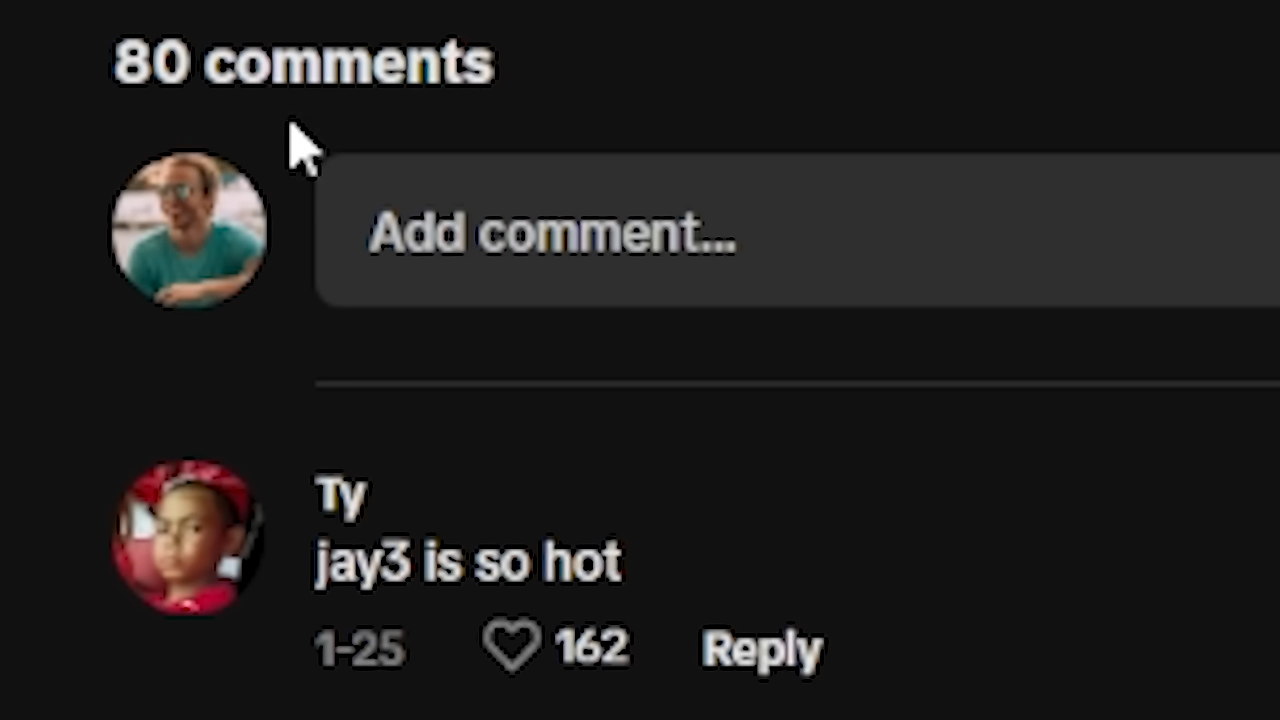 80 comments
Add comment...
Ty
jay3 is so hot
1-25 162 Reply